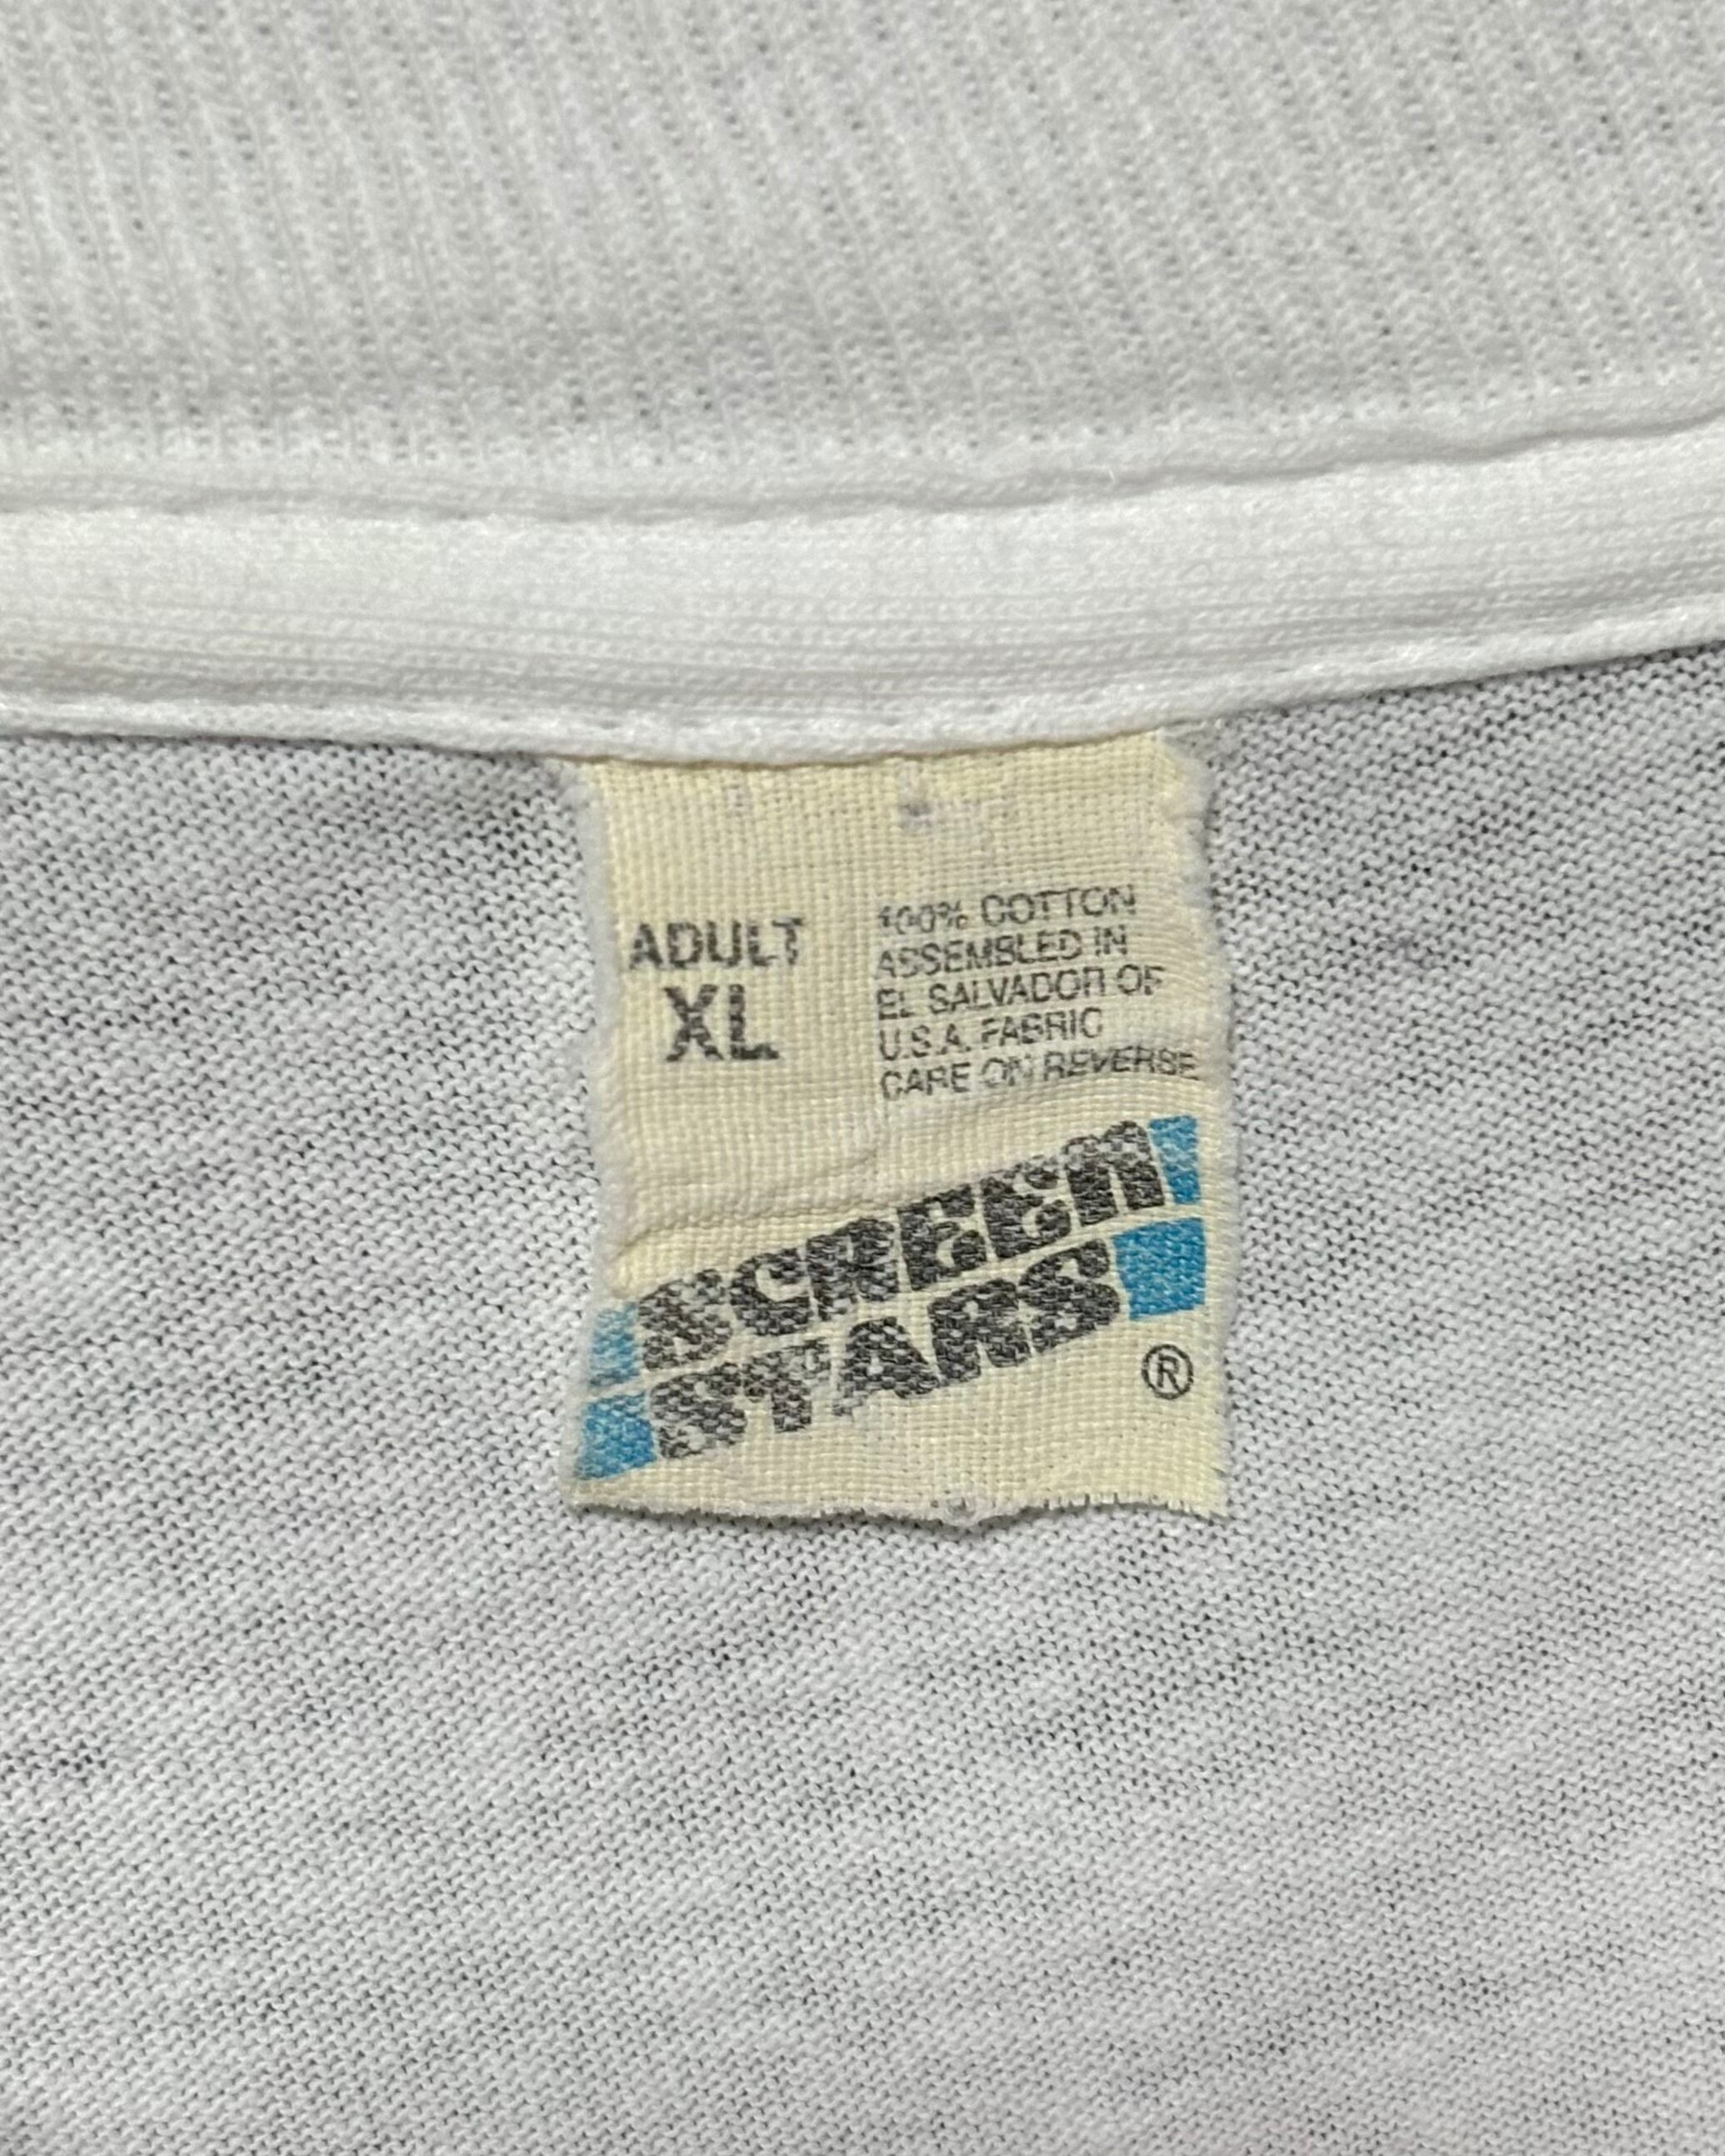 ADULT
XL
100% COTTON
ASSEMBLED IN
EL SALVADOR OF
U.S.A. FABRIC
CARE ON REVERSE
SCREEN
STARS
®